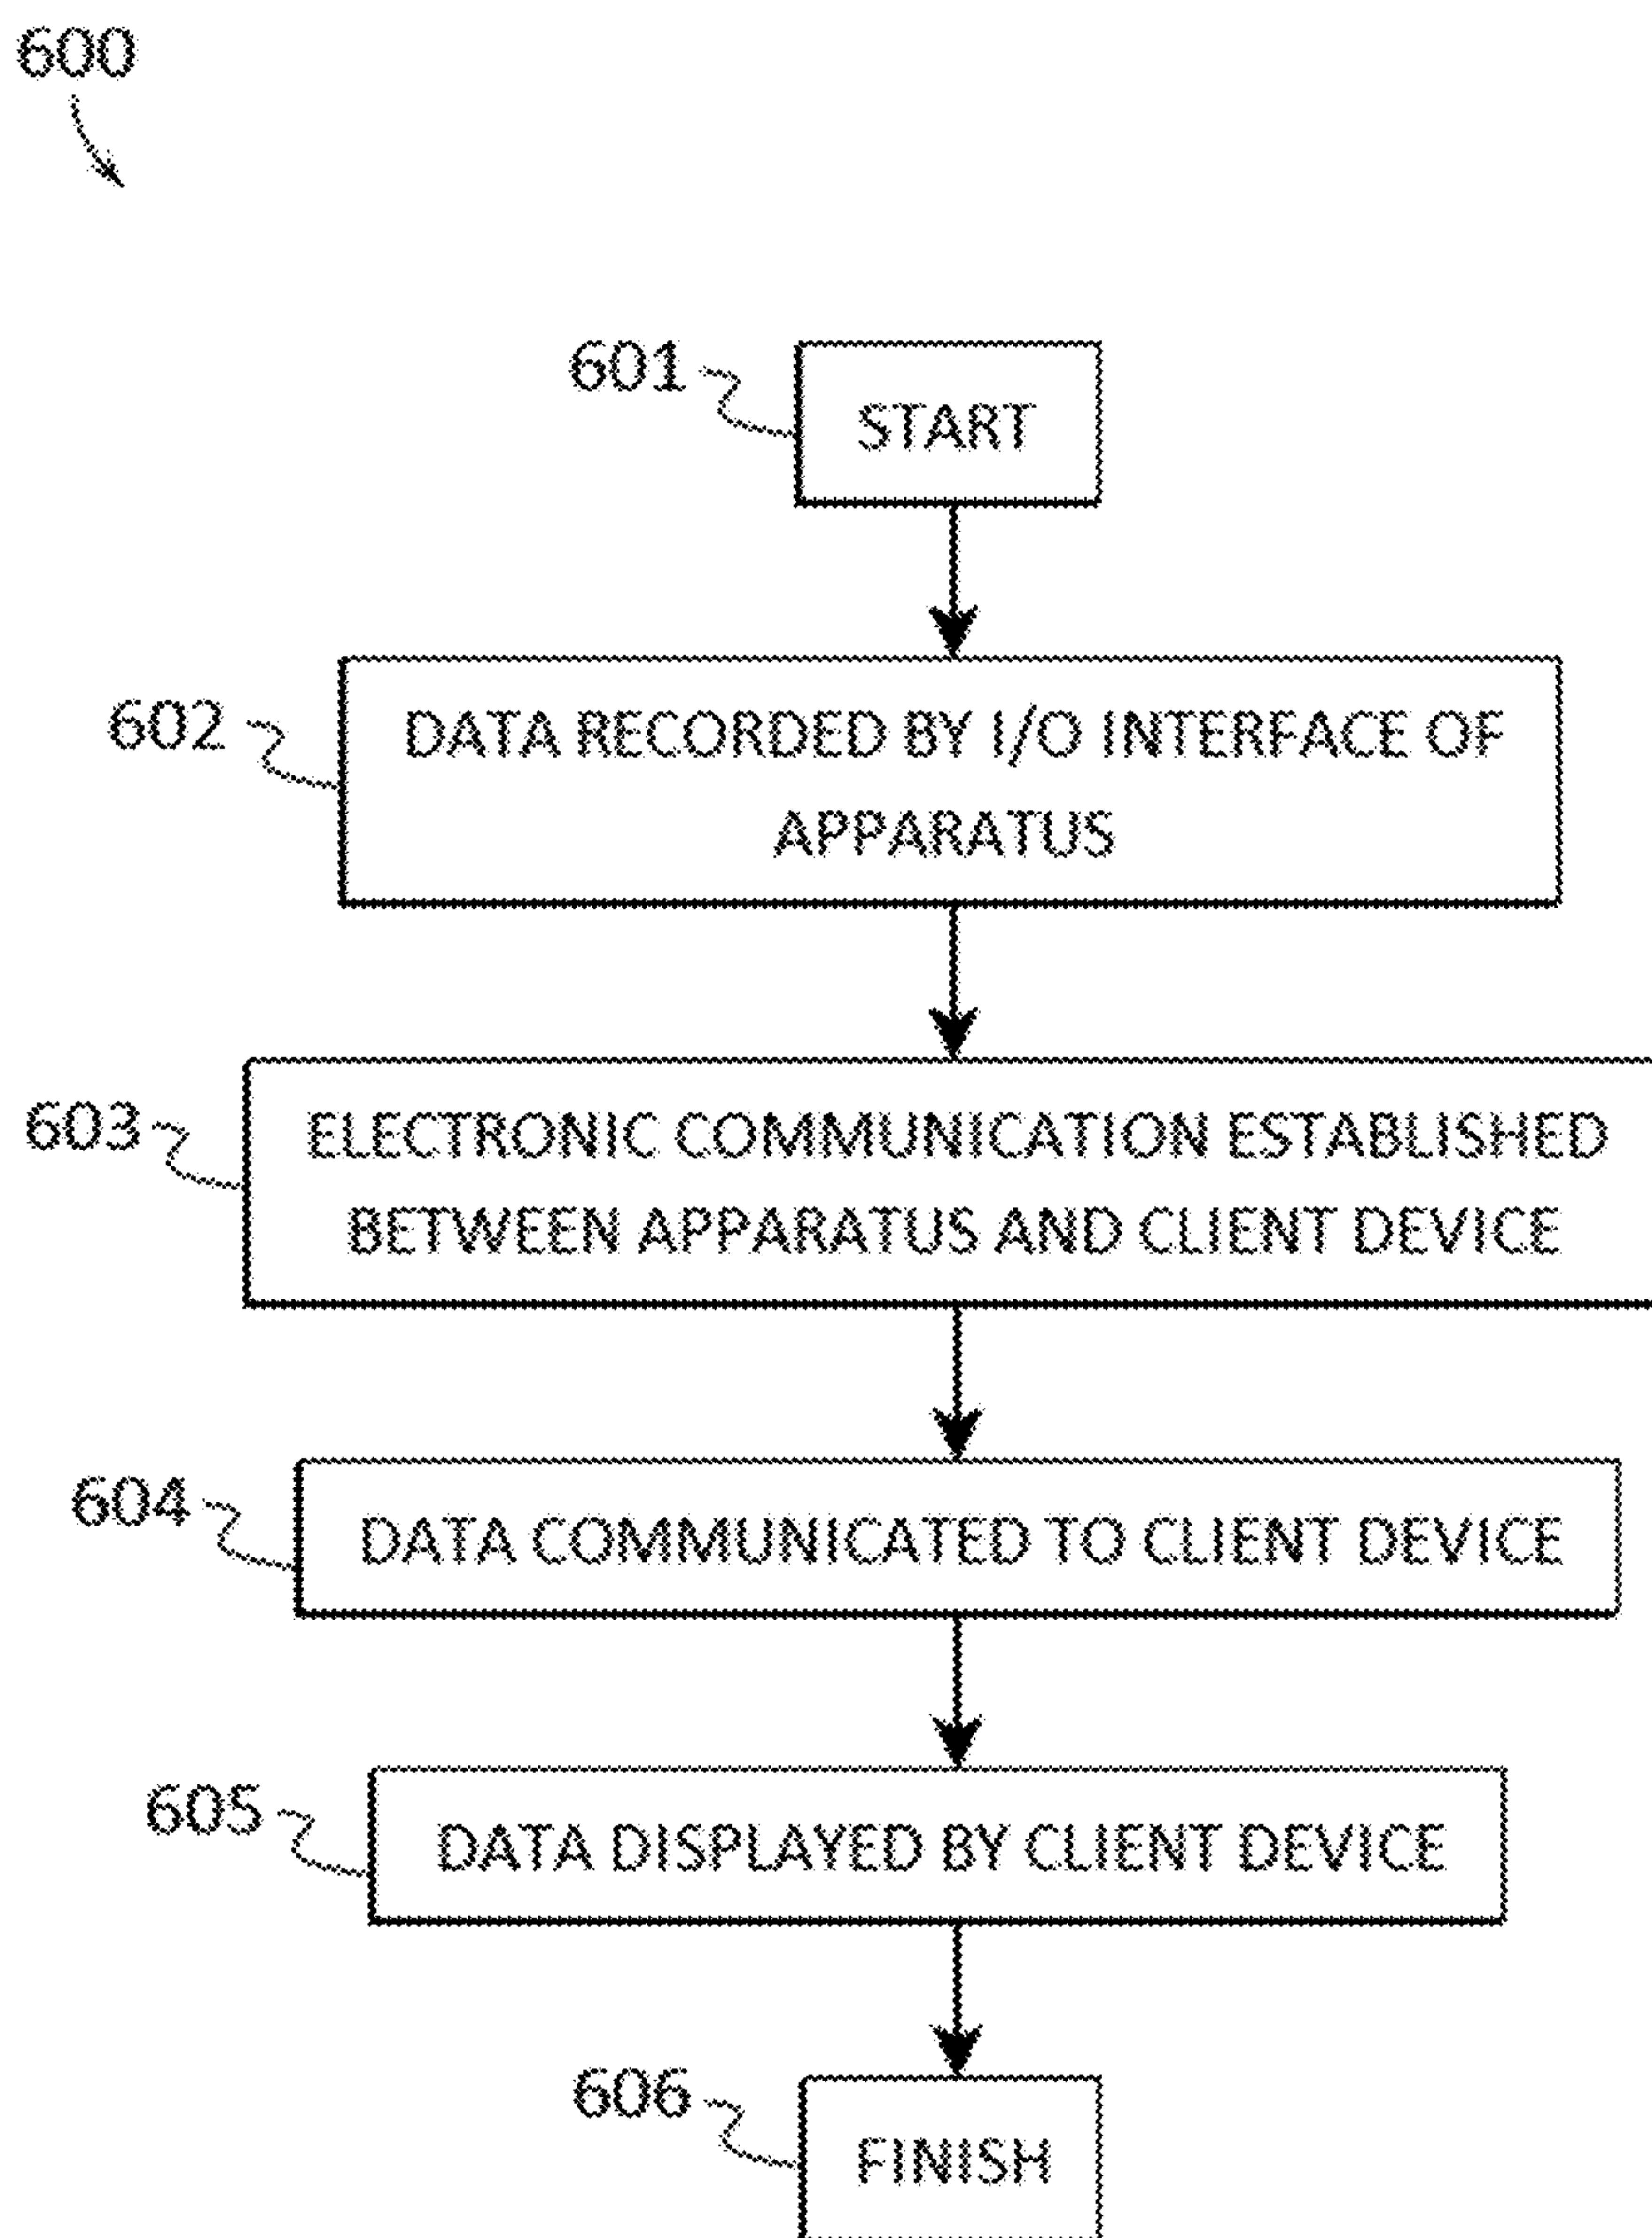 600
601
START
602
DATA RECORDED BY I/O INTERFACE OF
APPARATUS
603
ELECTRONIC COMMUNICATION ESTABLISHED
BETWEEN APPARATUS AND CLIENT DEVICE
604
DATA COMMUNICATED TO CLIENT DEVICE
605
DATA DISPLAYED BY CLIENT DEVICE
606
FINISH